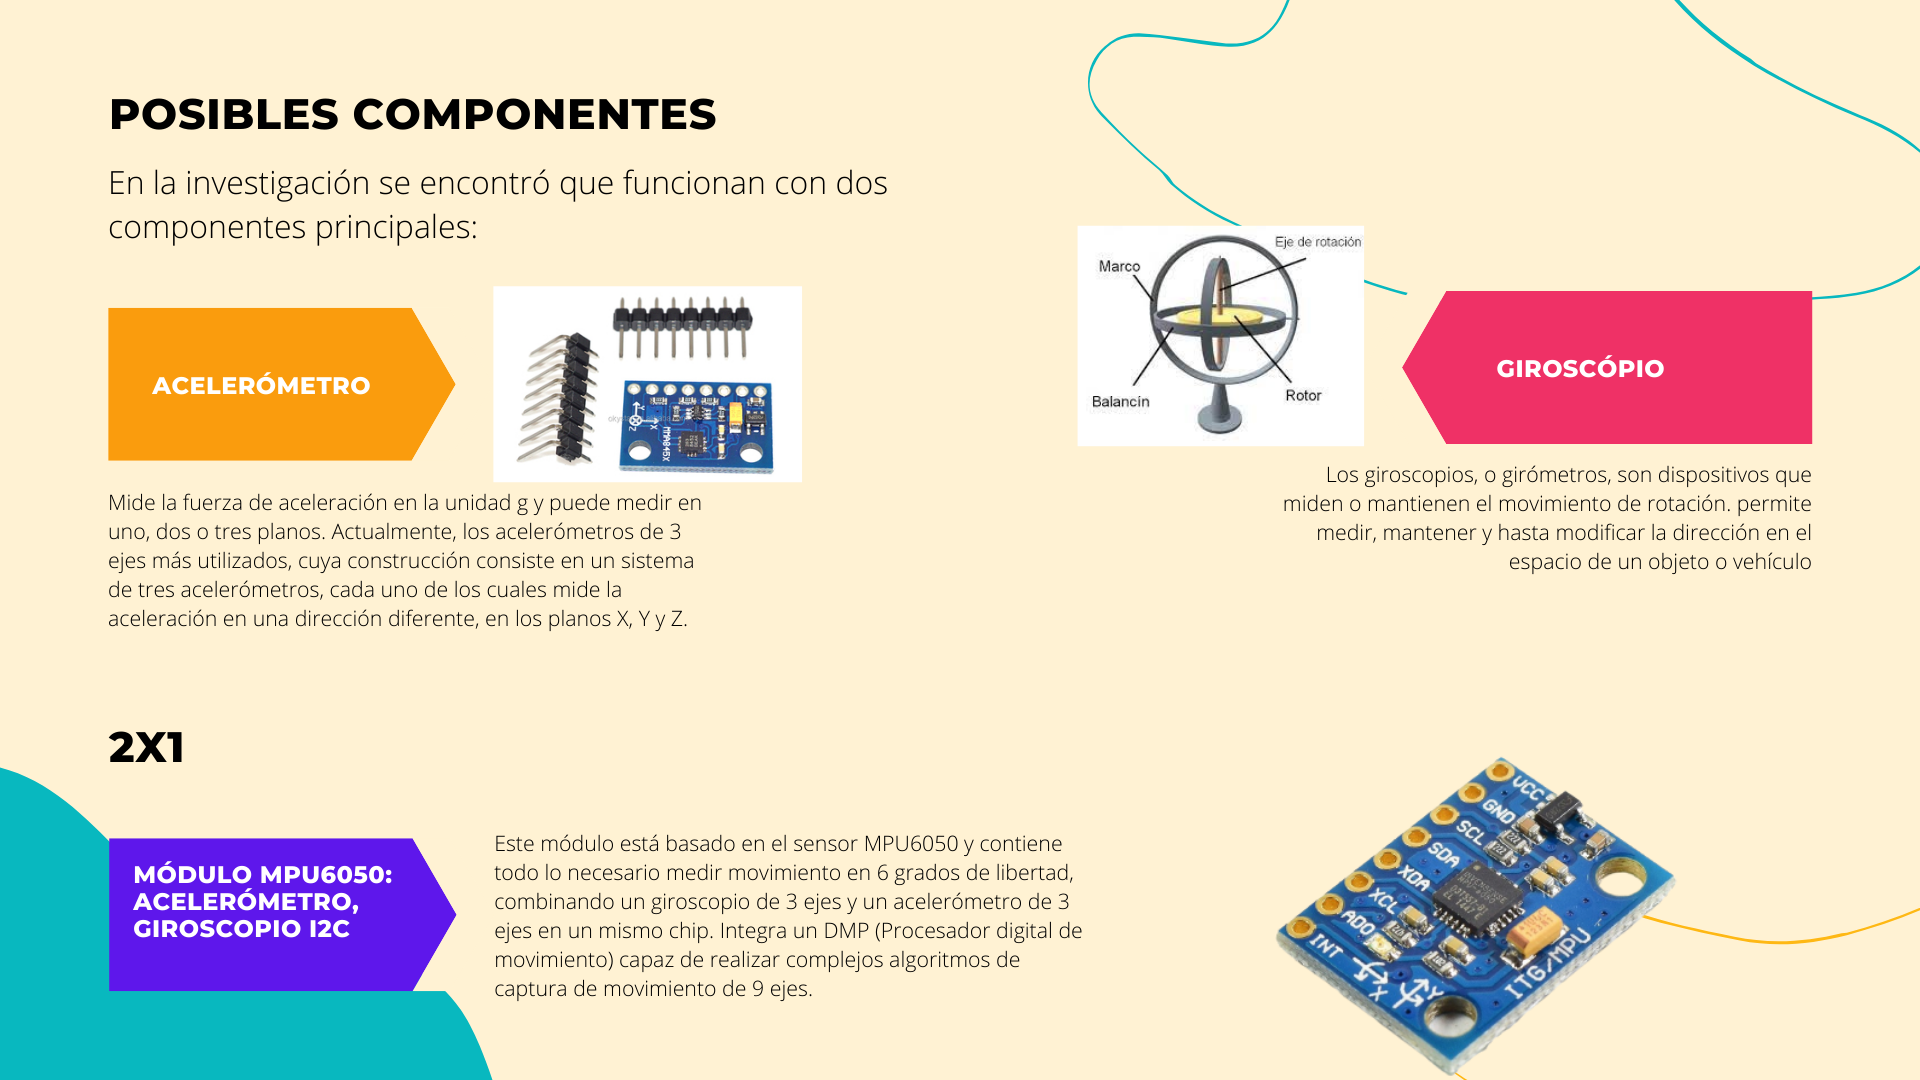 POSIBLES COMPONENTES
En la investigación se encontró que funcionan con dos
componentes principales:
ACELERÓMETRO
MMA845X
X
Z
Mide la fuerza de aceleración en la unidad g y puede medir en
uno, dos o tres planos. Actualmente, los acelerómetros de 3
ejes más utilizados, cuya construcción consiste en un sistema
de tres acelerómetros, cada uno de los cuales mide la
aceleración en una dirección diferente, en los planos X, Y y Z.
Eje de rotación
Marco
Balancín
Rotor
GIROSCÓPIO
Los giroscopios, o girómetros, son dispositivos que
miden o mantienen el movimiento de rotación. permite
medir, mantener y hasta modificar la dirección en el
espacio de un objeto o vehículo
2X1
MÓDULO MPU6050:
ACELERÓMETRO,
GIROSCOPIO I2C
Este módulo está basado en el sensor MPU6050 y contiene
todo lo necesario medir movimiento en 6 grados de libertad,
combinando un giroscopio de 3 ejes y un acelerómetro de 3
ejes en un mismo chip. Integra un DMP (Procesador digital de
movimiento) capaz de realizar complejos algoritmos de
captura de movimiento de 9 ejes.
VCC
GND
SCL
SDA
XDA
XCL
ADO
INT
X
Y
ITG/MPU